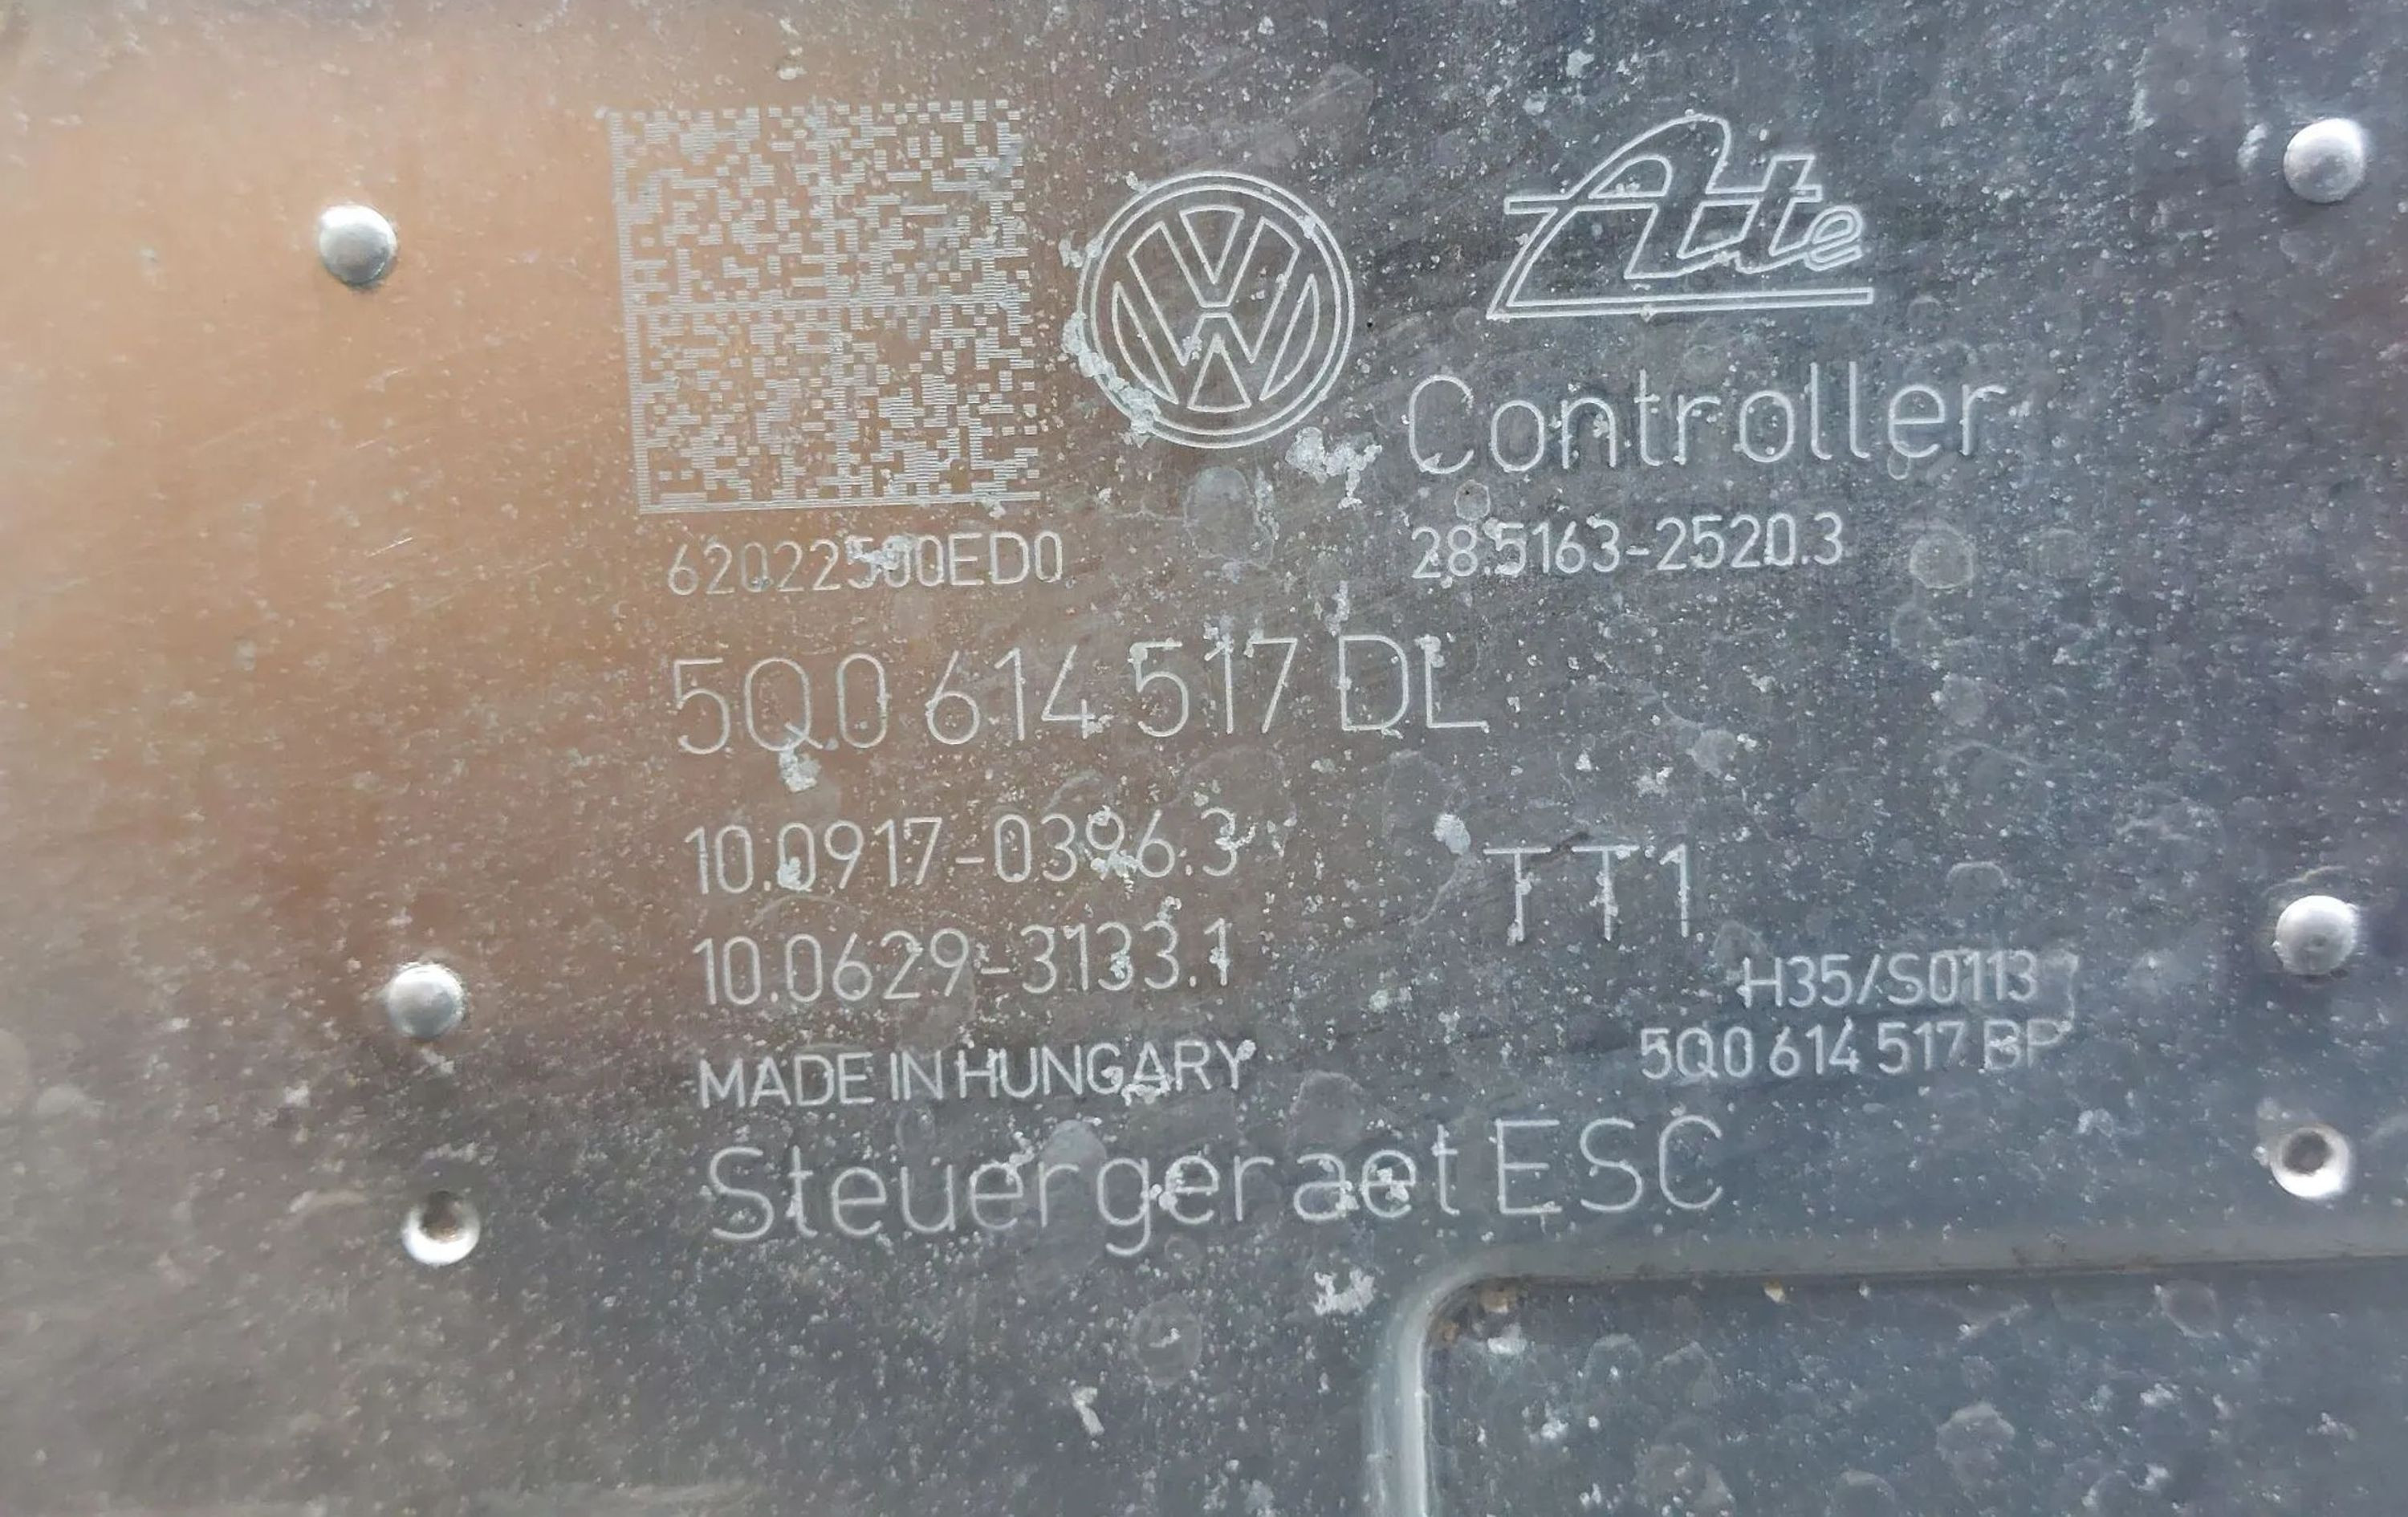 Ate
Controller
62022500ED0
28.5163-2520.3
5Q0 614 517 DL
10.0917-0396.3
TT1
10.0629-3133.1
H35/S0113
5Q0 614 517 BP
MADE IN HUNGARY
Steuergeraet ESC